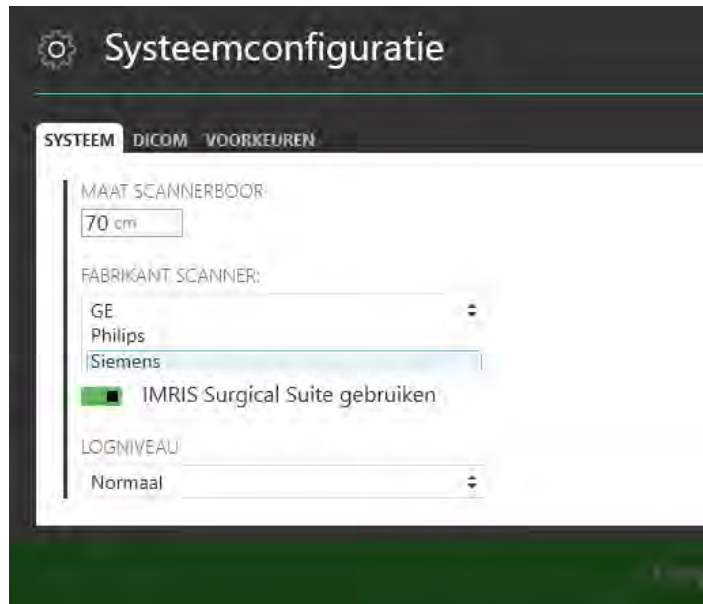 Systeemconfiguratie
SYSTEEM DICOM VOORKEUREN
MAAT SCANNERBOOR
70 cm
FABRIKANT SCANNER:
GE
Philips
Siemens
IMRIS Surgical Suite gebruiken
LOGNIVEAU
Normaal